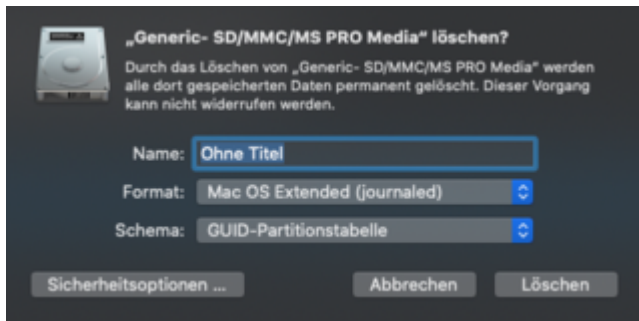 „Generic- SD/MMC/MS PRO Media“ löschen?
Durch das Löschen von „Generic- SD/MMC/MS PRO Media“ werden
alle dort gespeicherten Daten permanent gelöscht. Dieser Vorgang
kann nicht widerrufen werden.
Name: Ohne Titel
Format: Mac OS Extended (journaled)
Schema: GUID-Partitionstabelle
Sicherheitsoptionen ... Abbrechen Löschen